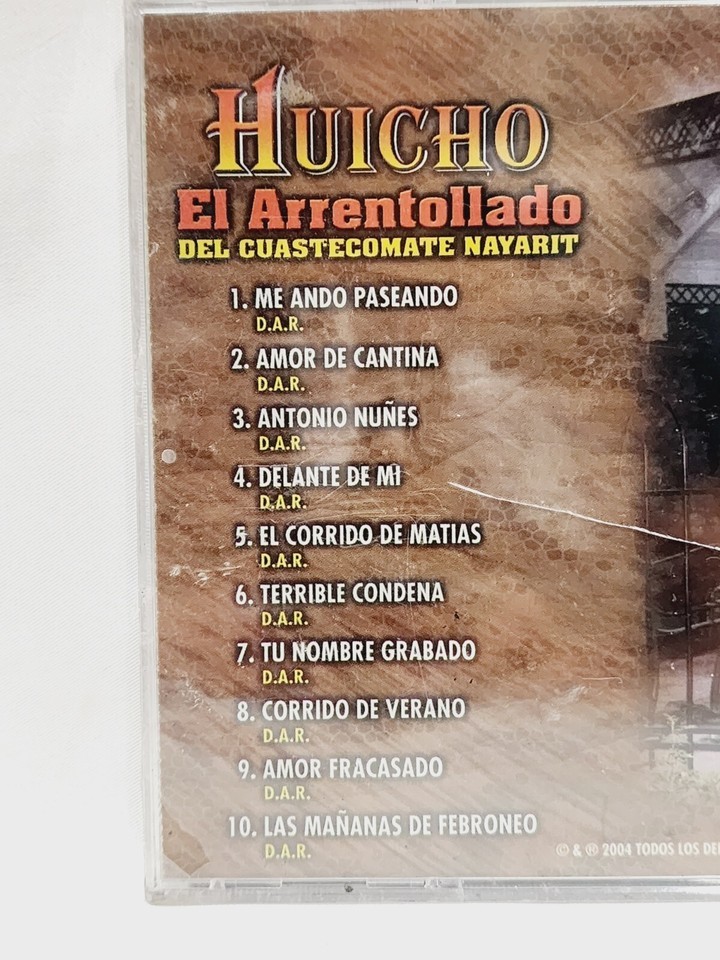 HUICHO
El Arrentollado
DEL CUASTECOMATE NAYARIT
1. ME ANDO PASEANDO
D.A.R.
2. AMOR DE CANTINA
D.A.R.
3. ANTONIO NUÑES
D.A.R.
4. DELANTE DE MI
D.A.R.
5. EL CORRIDO DE MATIAS
D.A.R.
6. TERRIBLE CONDENA
D.A.R.
7. TU NOMBRE GRABADO
D.A.R.
8. CORRIDO DE VERANO
D.A.R.
9. AMOR FRACASADO
D.A.R.
10. LAS MAÑANAS DE FEBRONEO
D.A.R.
© & ® 2004 TODOS LOS DE